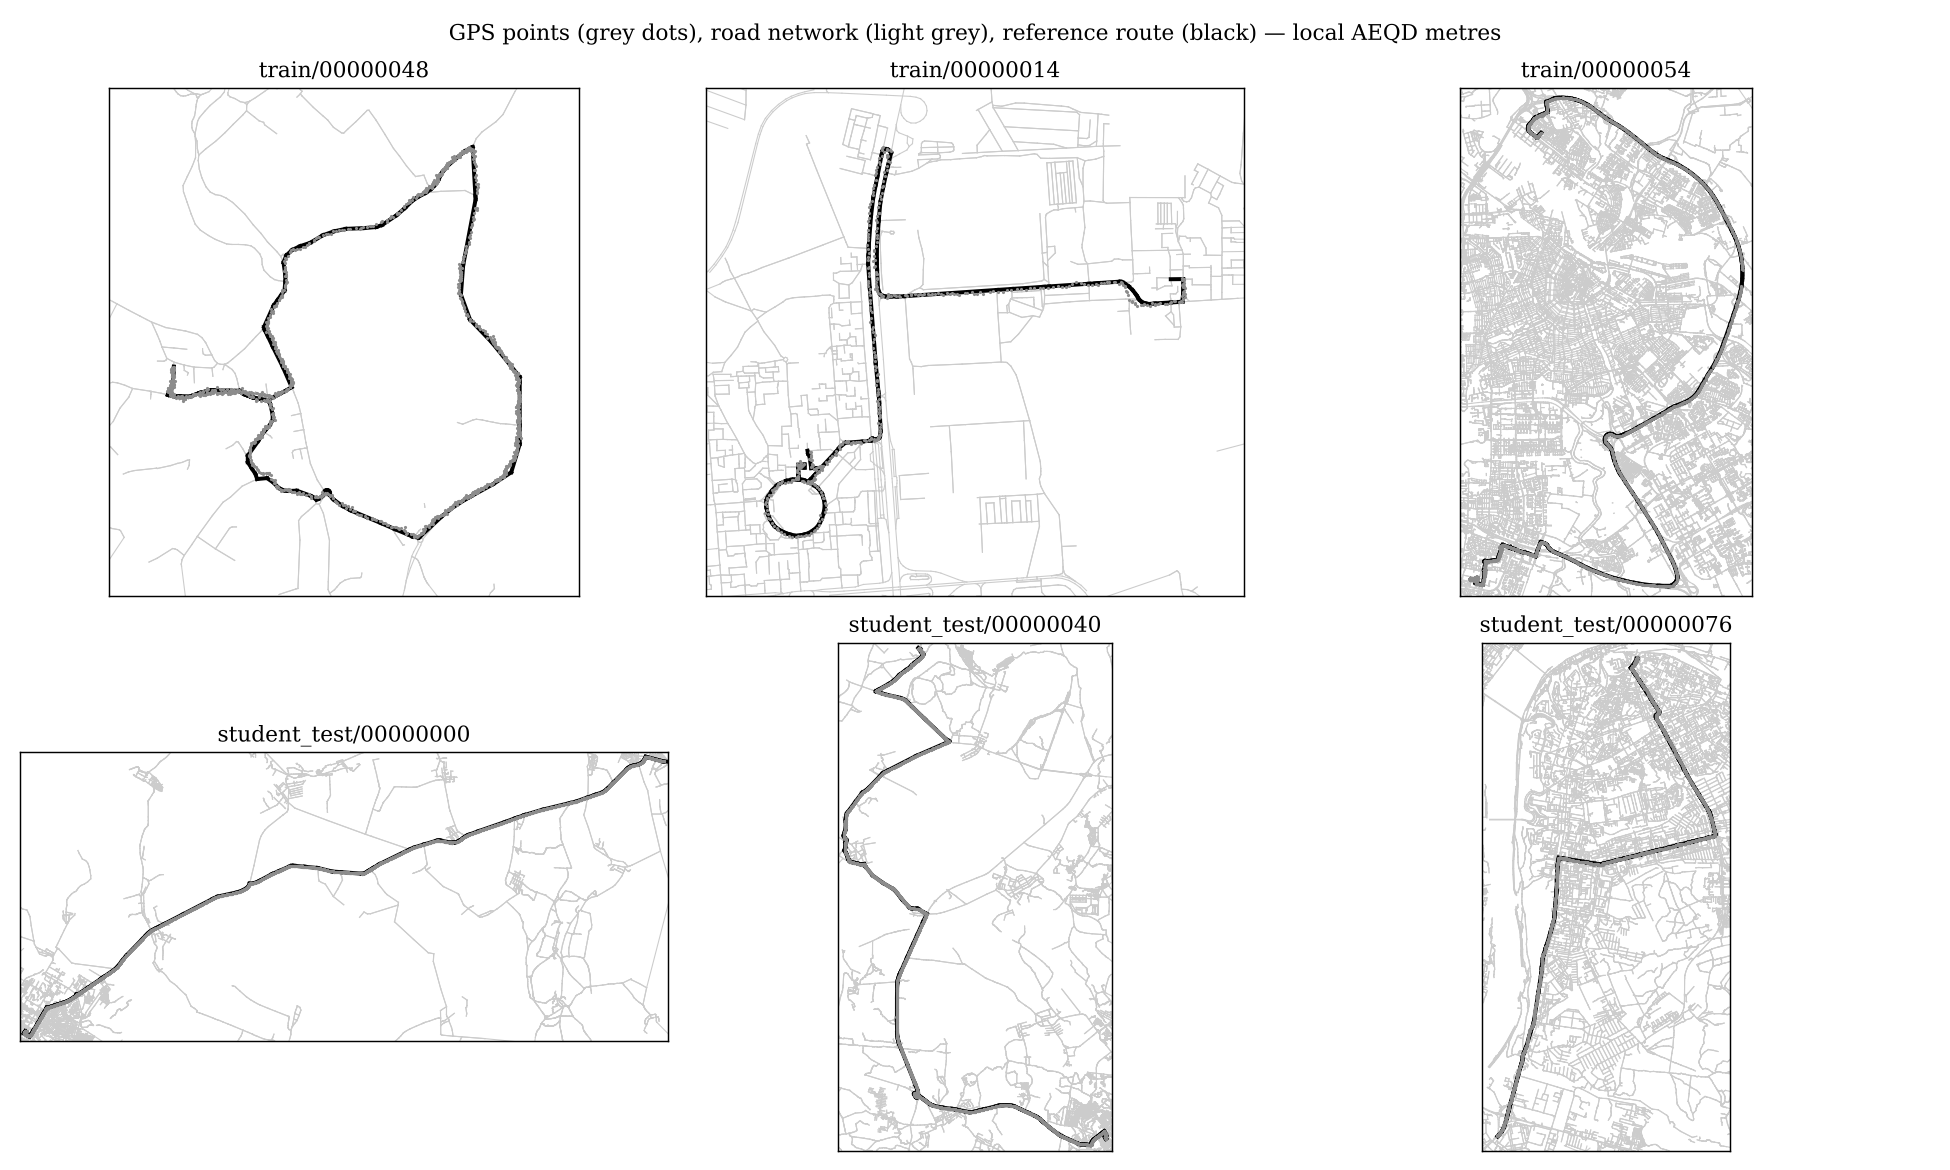 GPS points (grey dots), road network (light grey), reference route (black) — local AEQD metres
train/00000048
train/00000014
train/00000054
student_test/00000040
student_test/00000076
student_test/00000000